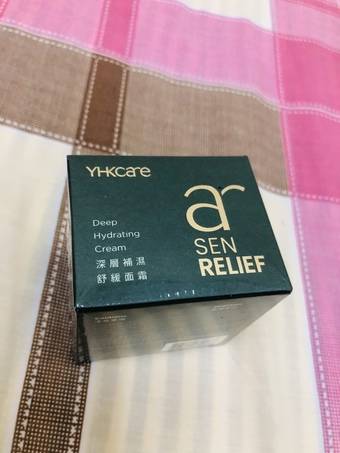 YHKcare
Deep
Hydrating
Cream
深層補濕
舒緩面霜
ar
SEN
RELIEF